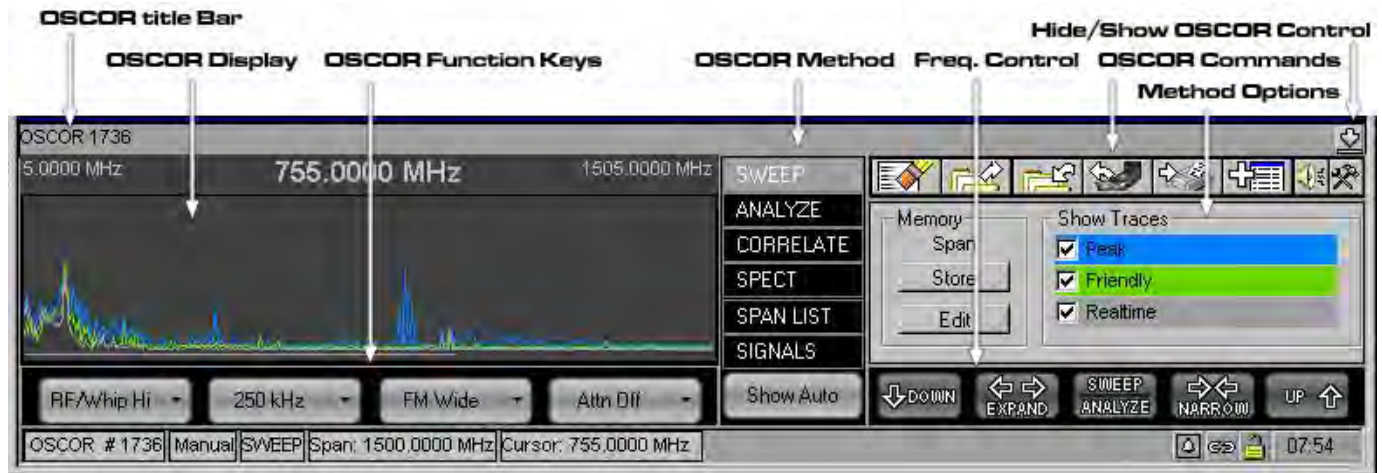 OSCOR title Bar
Hide/Show OSCOR Control
OSCOR Display OSCOR Function Keys OSCOR Method Freq. Control OSCOR Commands
Method Options
OSCOR 1736
5.0000 MHz 755.0000 MHz 1505.0000 MHz
SWEEP
ANALYZE
CORRELATE
SPECT
SPAN LIST
SIGNALS
Memory
Span
Store
Edit
Show Traces
Peak
Friendly
Realtime
RF/Whip Hi 250 kHz FM Wide Attn Off Show Auto
DOWN EXPAND SWEEP ANALYZE NARROW UP
OSCOR # 1736 Manual SWEEP Span: 1500.0000 MHz Cursor: 755.0000 MHz 07:54